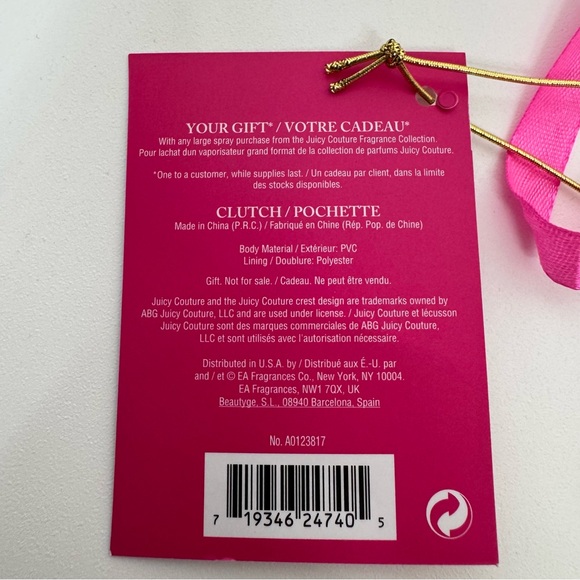 YOUR GIFT* / VOTRE CADEAU*
With any large spray purchase from the Juicy Couture Fragrance Collection.
Pour lachat dun vaporisateur grand format de la collection de parfums Juicy Couture.
*One to a customer, while supplies last. / Un cadeau par client, dans la limite
des stocks disponibles.
CLUTCH / POCHETTE
Made in China (P.R.C.) / Fabriqué en Chine (Rép. Pop. de Chine)
Body Material / Extérieur: PVC
Lining / Doublure: Polyester
Gift. Not for sale. / Cadeau. Ne peut être vendu.
Juicy Couture and the Juicy Couture crest design are trademarks owned by
ABG Juicy Couture, LLC and are used under license. / Juicy Couture et lécusson
Juicy Couture sont des marques commerciales de ABG Juicy Couture,
LLC et sont utilisés avec l'autorisation nécessaire.
Distributed in U.S.A. by / Distribué aux É.-U. par
and / et © EA Fragrances Co., New York, NY 10004.
EA Fragrances, NW1 7QX, UK
Beautyge, S.L., 08940 Barcelona, Spain
No. A0123817
7 19346 24740 5